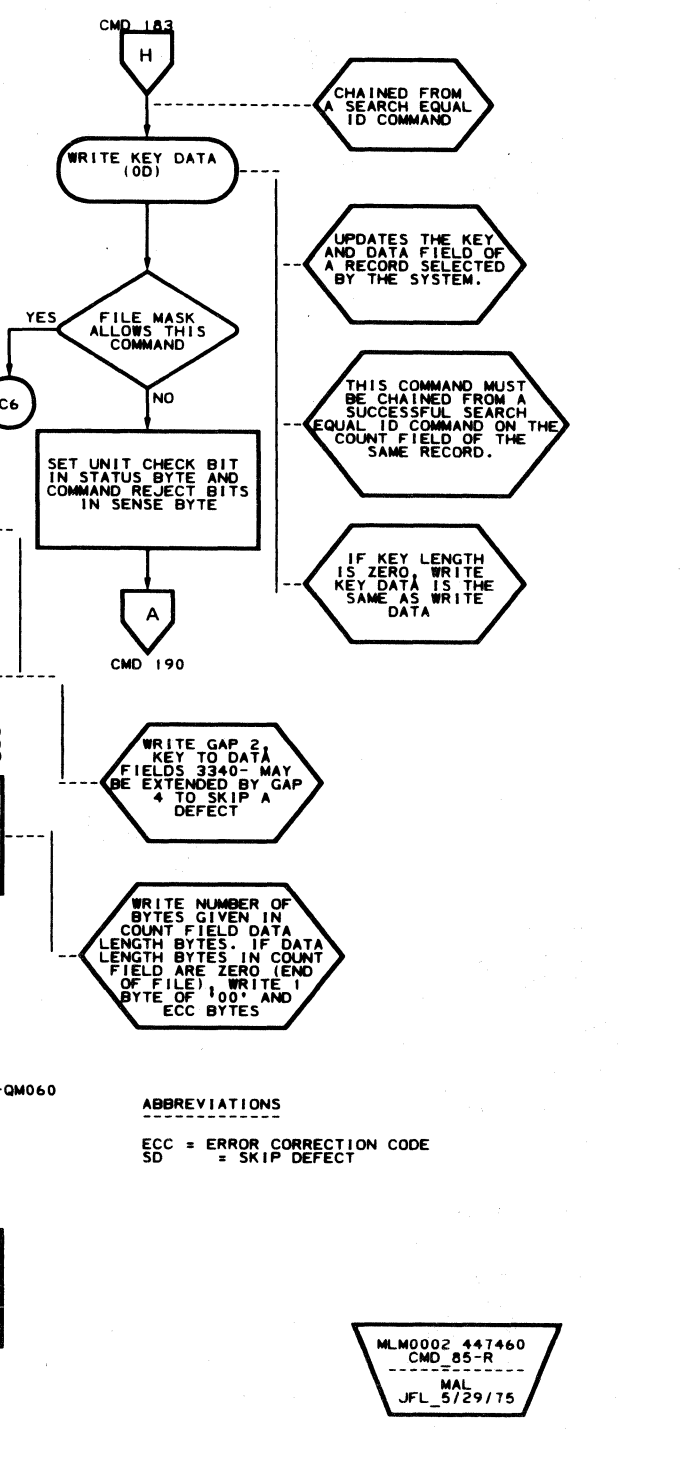 CMD 183
H
CHAINED FROM
A SEARCH EQUAL
ID COMMAND
WRITE KEY DATA
(0D)
UPDATES THE KEY
AND DATA FIELD OF
A RECORD SELECTED
BY THE SYSTEM.
YES
FILE MASK
ALLOWS THIS
COMMAND
C6
NO
THIS COMMAND MUST
BE CHAINED FROM A
SUCCESSFUL SEARCH
EQUAL ID COMMAND ON THE
COUNT FIELD OF THE
SAME RECORD.
SET UNIT CHECK BIT
IN STATUS BYTE AND
COMMAND REJECT BITS
IN SENSE BYTE
IF KEY LENGTH
IS ZERO, WRITE
KEY DATA IS THE
SAME AS WRITE
DATA
A
CMD 190
WRITE GAP 2,
KEY TO DATA
FIELDS 3340- MAY
BE EXTENDED BY GAP
4 TO SKIP A
DEFECT
WRITE NUMBER OF
BYTES GIVEN IN
COUNT FIELD DATA
LENGTH BYTES. IF DATA
LENGTH BYTES IN COUNT
FIELD ARE ZERO (END
OF FILE), WRITE 1
BYTE OF '00' AND
ECC BYTES
-QM060
ABBREVIATIONS
ECC = ERROR CORRECTION CODE
SD = SKIP DEFECT
MLM0002 447460
CMD_85-R
MAL
JFL_5/29/75